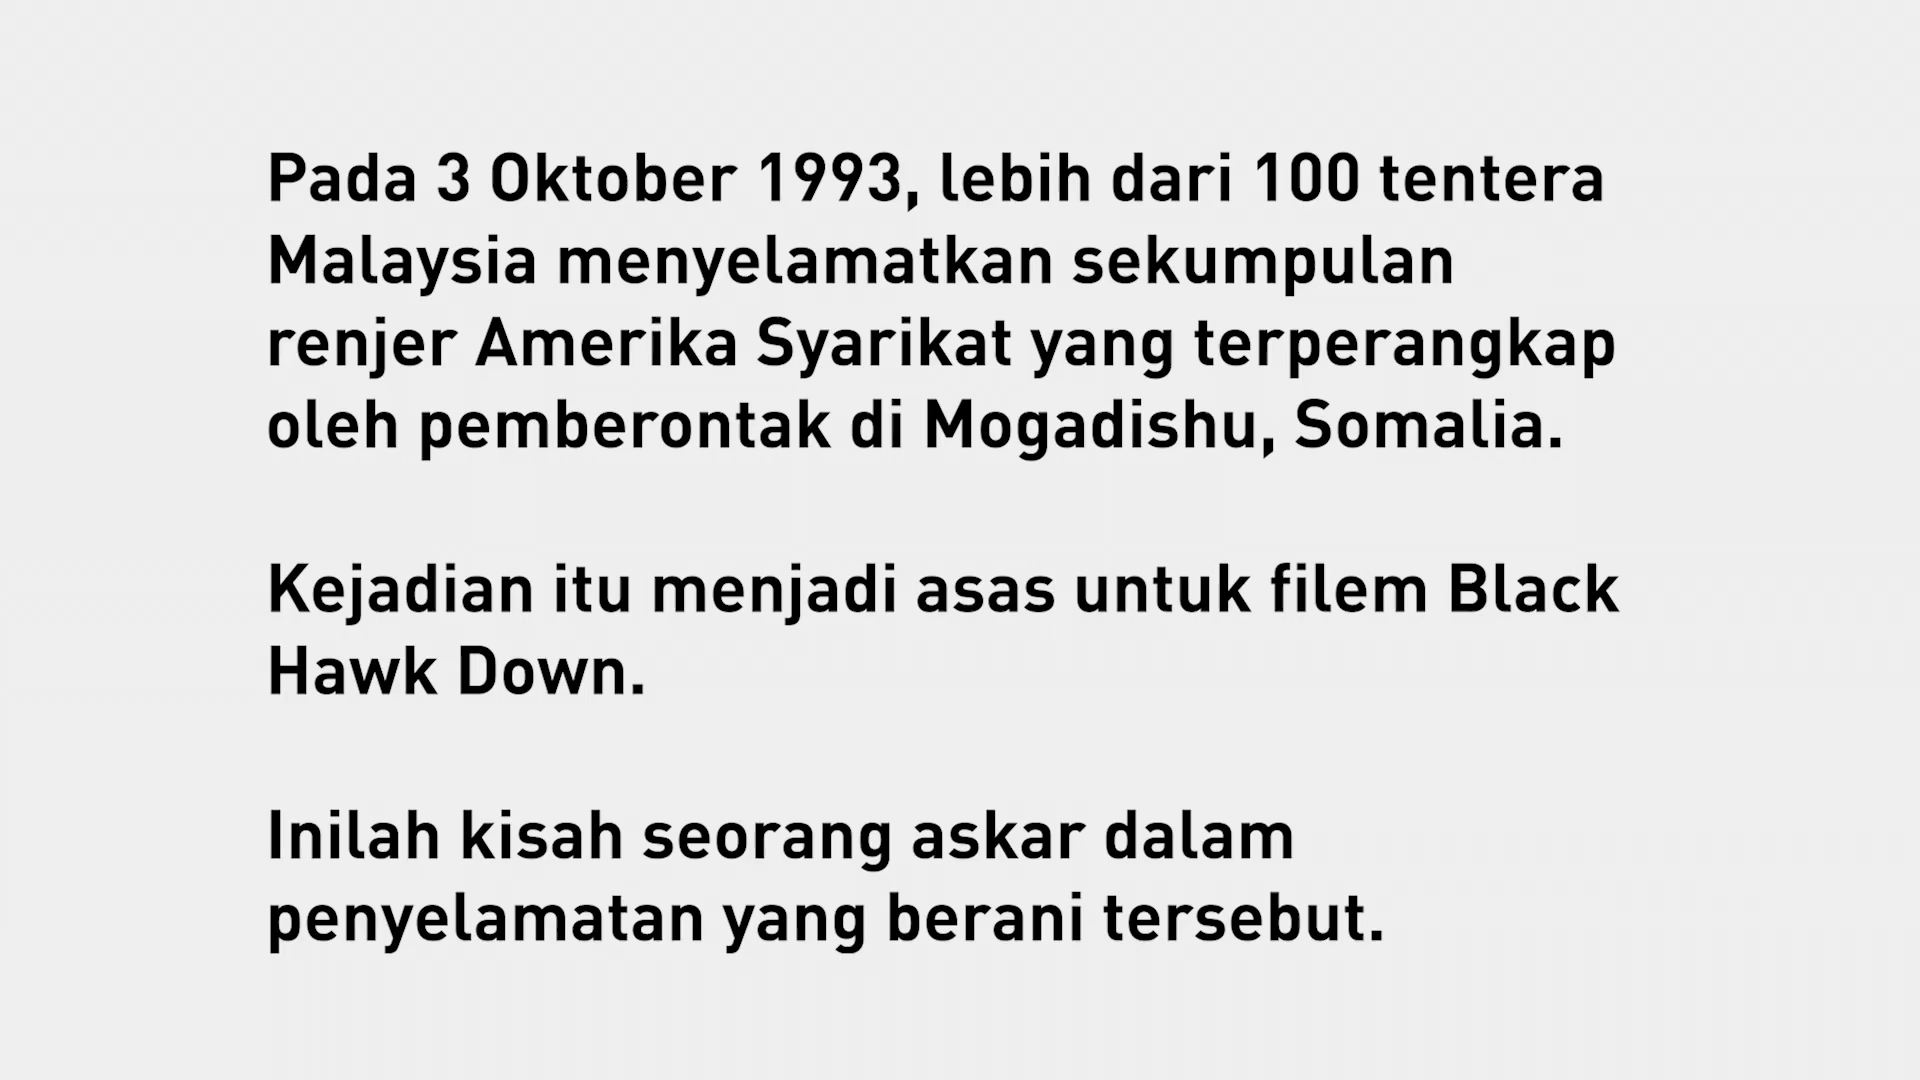 Pada 3 Oktober 1993, lebih dari 100 tentera
Malaysia menyelamatkan sekumpulan
renjer Amerika Syarikat yang terperangkap
oleh pemberontak di Mogadishu, Somalia.
Kejadian itu menjadi asas untuk filem Black
Hawk Down.
Inilah kisah seorang askar dalam
penyelamatan yang berani tersebut.